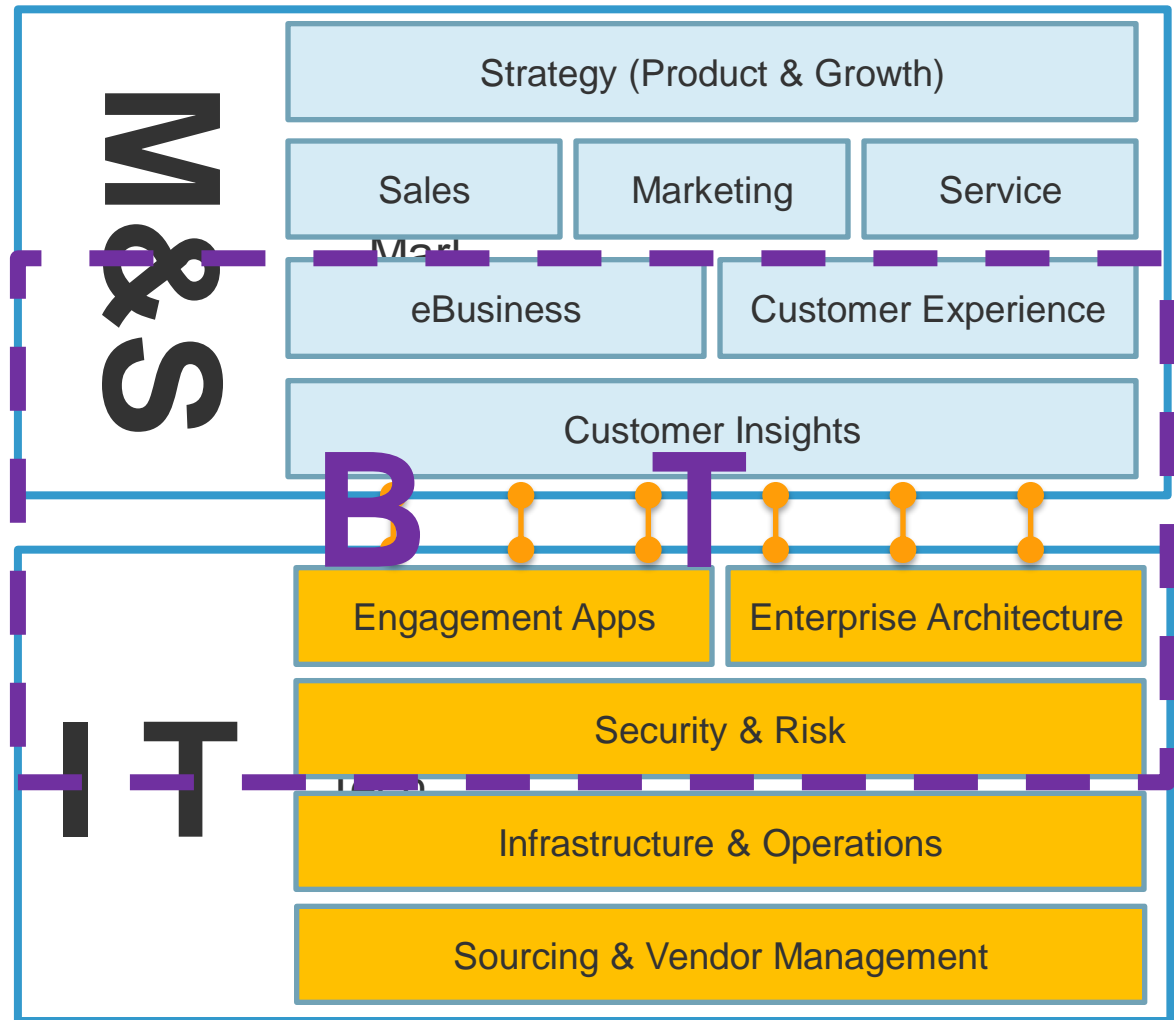 M&S
Strategy (Product & Growth)
Sales
Marketing
Service
eBusiness
Customer Experience
Customer Insights
B T
IT
Engagement Apps
Enterprise Architecture
Security & Risk
Infrastructure & Operations
Sourcing & Vendor Management